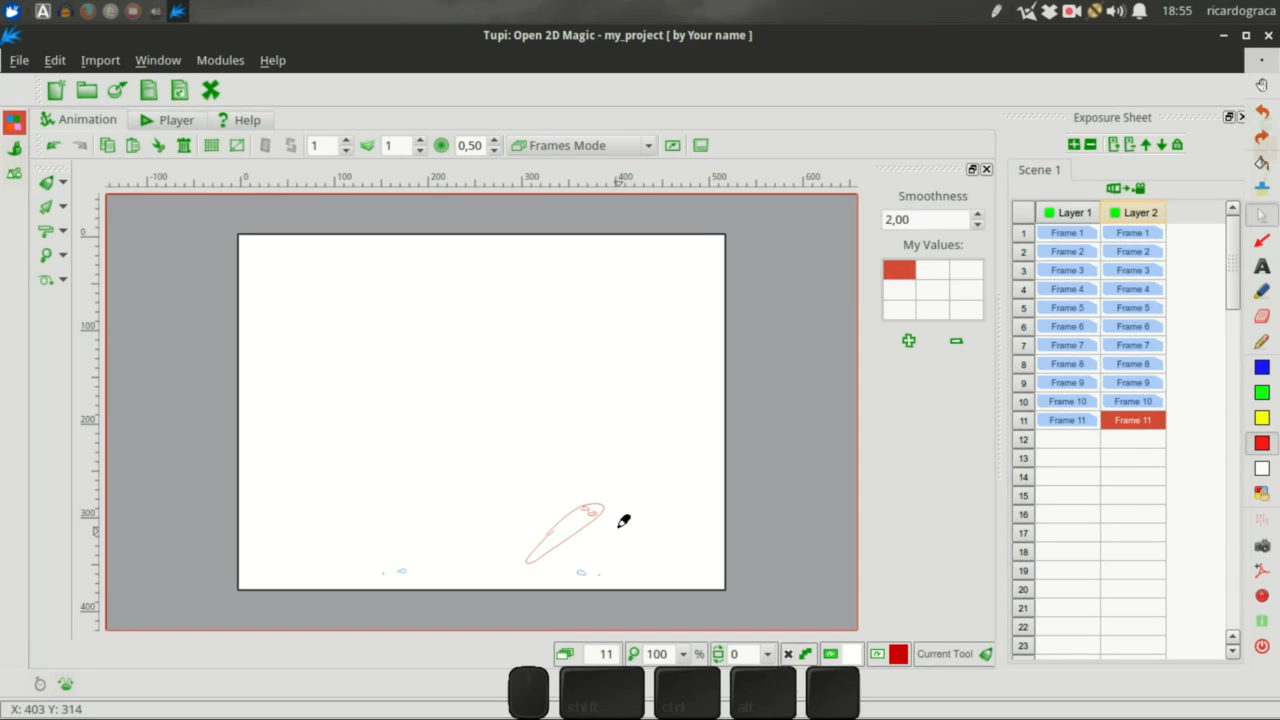 18:55 ricardograca
Tupi: Open 2D Magic - my_project [ by Your name ]
File Edit Import Window Modules Help
Animation Player Help
Exposure Sheet
1 1 0,50 Frames Mode
Scene 1
-100 0 100 200 300 400 500 600
Smoothness
2,00
My Values:
Layer 1 Layer 2
1 Frame 1 Frame 1
2 Frame 2 Frame 2
3 Frame 3 Frame 3
4 Frame 4 Frame 4
5 Frame 5 Frame 5
6 Frame 6 Frame 6
7 Frame 7 Frame 7
8 Frame 8 Frame 8
9 Frame 9 Frame 9
10 Frame 10 Frame 10
11 Frame 11 Frame 11
12
13
14
15
16
17
18
19
20
21
22
23
0
100
200
300
400
11 100 % 0 Current Tool
shift ctrl alt
X: 403 Y: 314